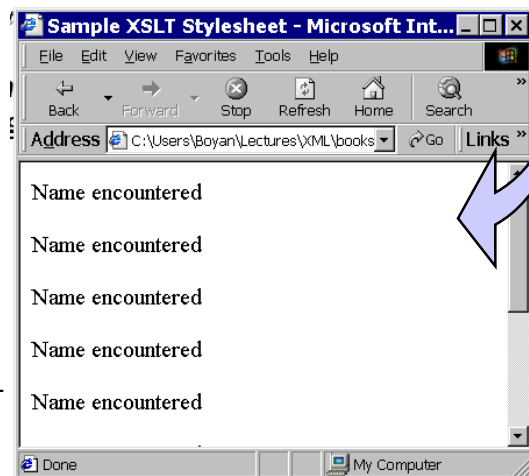 Sample XSLT Stylesheet - Microsoft Int...
File Edit View Favorites Tools Help
Back Forward Stop Refresh Home Search »
Address C:\Users\Boyan\Lectures\XML\books Go Links »
Name encountered
Name encountered
Name encountered
Name encountered
Name encountered
Done My Computer